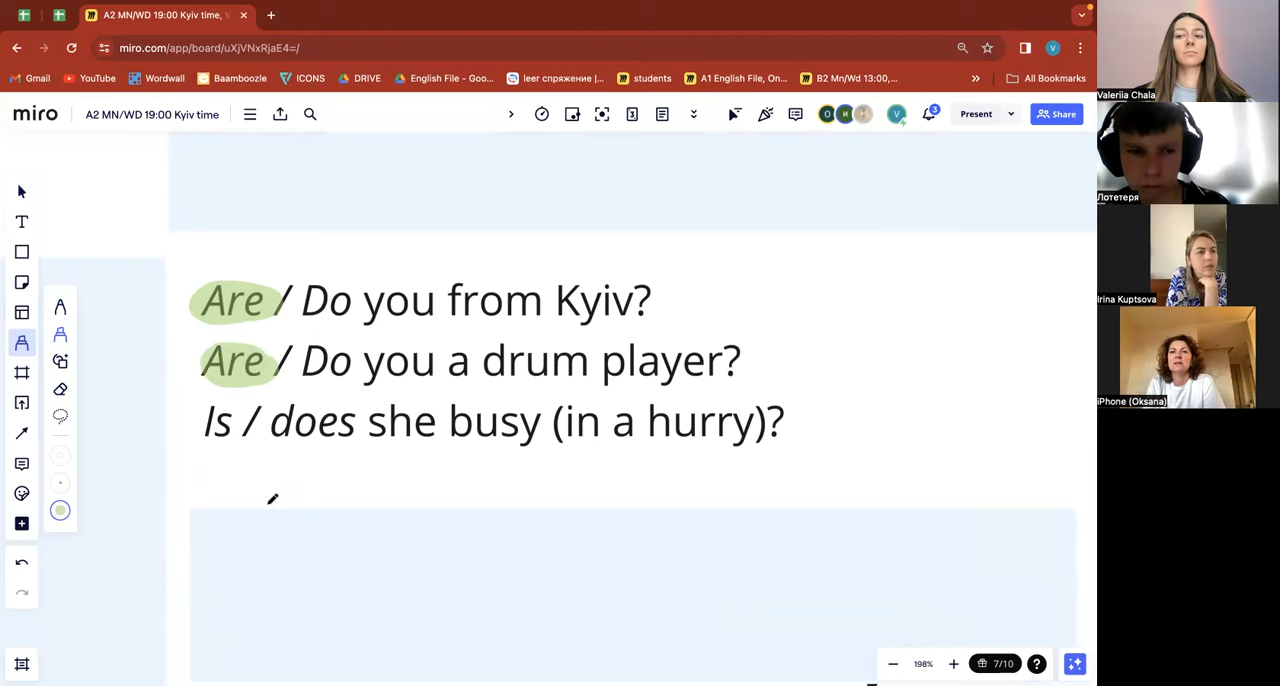 A2 MN/WD 19:00 Kyiv time,
miro.com/app/board/uXjVNxRjaE4=/
Gmail
YouTube
Wordwall
Bamboozle
ICONS
DRIVE
English File - Goo...
leer спряжение |...
students
A1 English File, On...
B2 Mn/Wd 13:00,...
»
All Bookmarks
miro
A2 MN/WD 19:00 Kyiv time
3
Present
Share
Are / Do you from Kyiv?
Are / Do you a drum player?
Is / does she busy (in a hurry)?
198%
7/10
?
Valeriia Chala
Лотетеря
Irina Kuptsova
iPhone (Oksana)